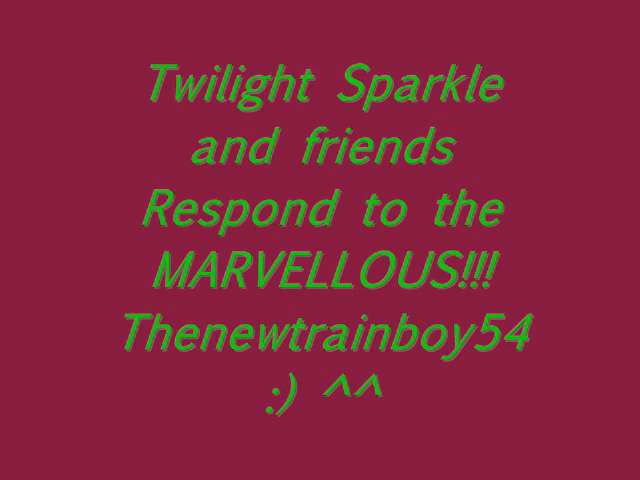 Twilight Sparkle
and friends
Respond to the
MARVELLOUS!!!
Thenewtrainboy54
:) ^^